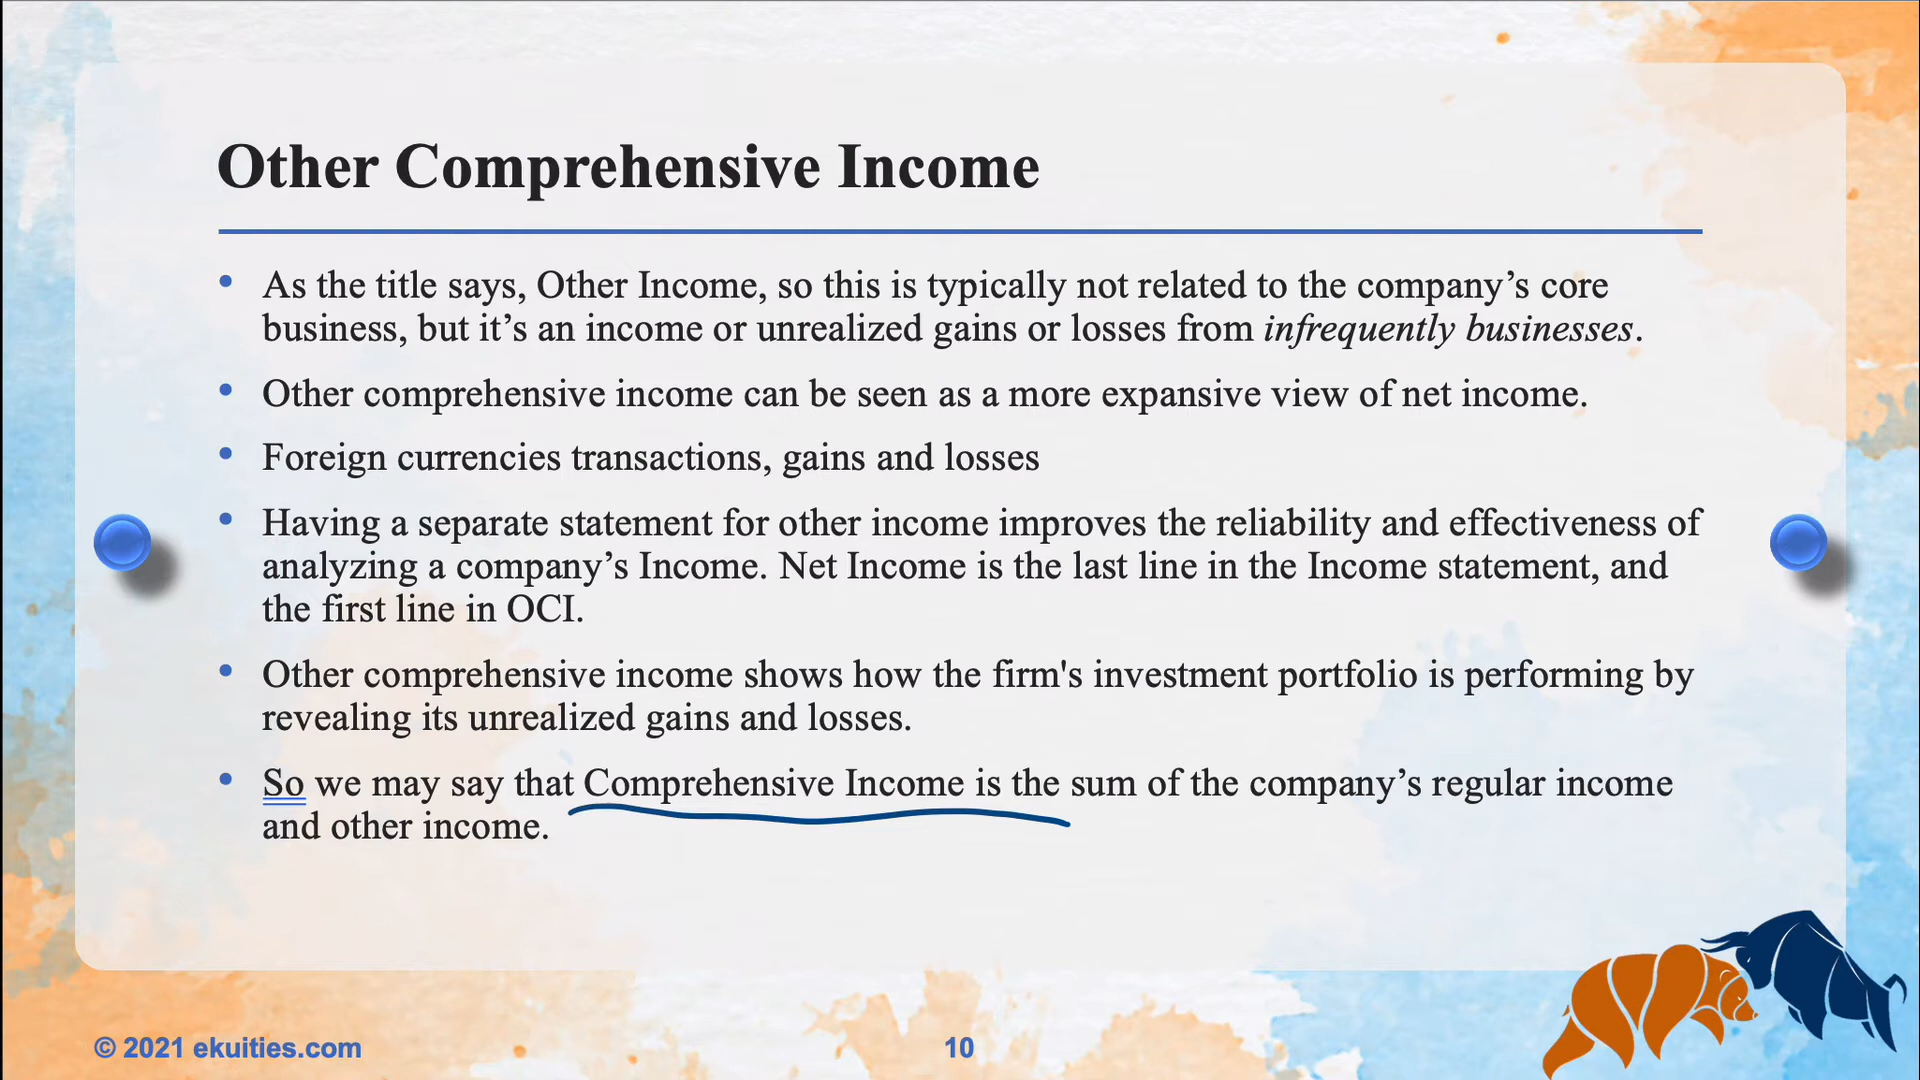 Other Comprehensive Income
• As the title says, Other Income, so this is typically not related to the company’s core
business, but it’s an income or unrealized gains or losses from infrequently businesses.
• Other comprehensive income can be seen as a more expansive view of net income.
• Foreign currencies transactions, gains and losses
• Having a separate statement for other income improves the reliability and effectiveness of
analyzing a company’s Income. Net Income is the last line in the Income statement, and
the first line in OCI.
• Other comprehensive income shows how the firm's investment portfolio is performing by
revealing its unrealized gains and losses.
• So we may say that Comprehensive Income is the sum of the company’s regular income
and other income.
© 2021 ekuities.com
10